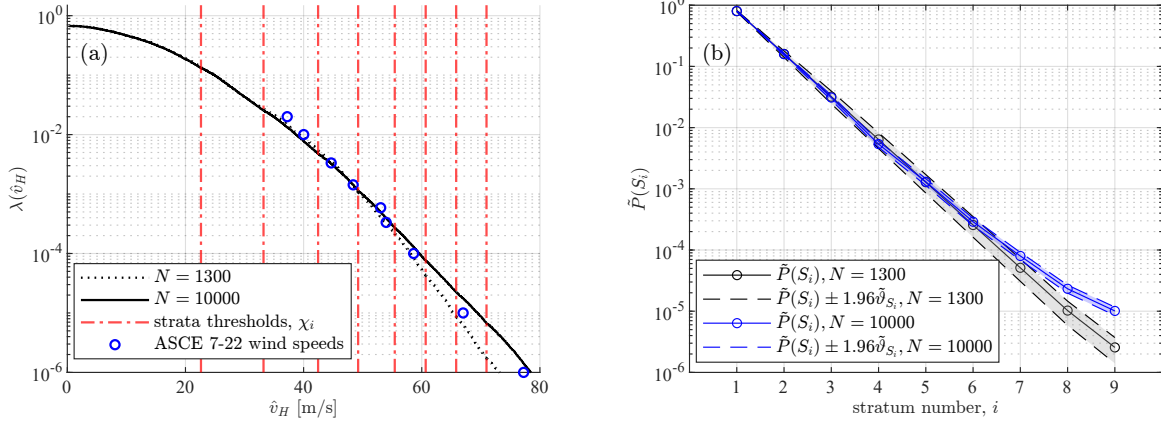 (a)
10^0
10^-2
10^-4
10^-6
λ(v̂_H)
0 20 40 60 80
v̂_H [m/s]
N = 1300
N = 10000
strata thresholds, χ_i
ASCE 7-22 wind speeds
(b)
10^0
10^-1
10^-2
10^-3
10^-4
10^-5
10^-6
P̃(S_i)
1 2 3 4 5 6 7 8 9
stratum number, i
P̃(S_i), N = 1300
P̃(S_i) ± 1.96ϑ̃_{S_i}, N = 1300
P̃(S_i), N = 10000
P̃(S_i) ± 1.96ϑ̃_{S_i}, N = 10000